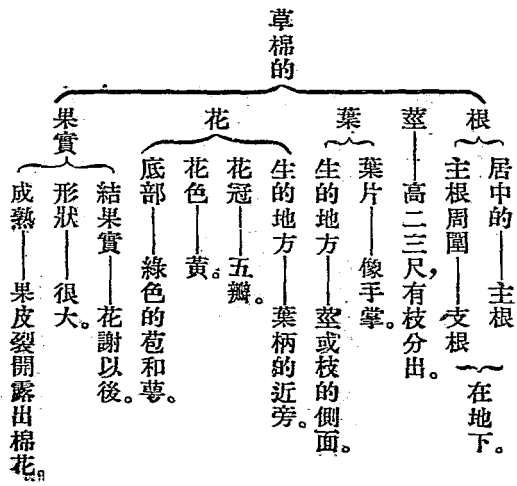 草棉的
根
居中的——主根
主根周圍——支根
在地下。
莖——高二三尺，有枝分出。
葉
葉片——像手掌。
生的地方——莖或枝的側面。
花
生的地方——葉柄的近旁。
花冠——五瓣。
花色——黃。
底部——綠色的苞和萼。
果實
結果實——花謝以後。
形狀——很大。
成熟——果皮裂開露出棉花。